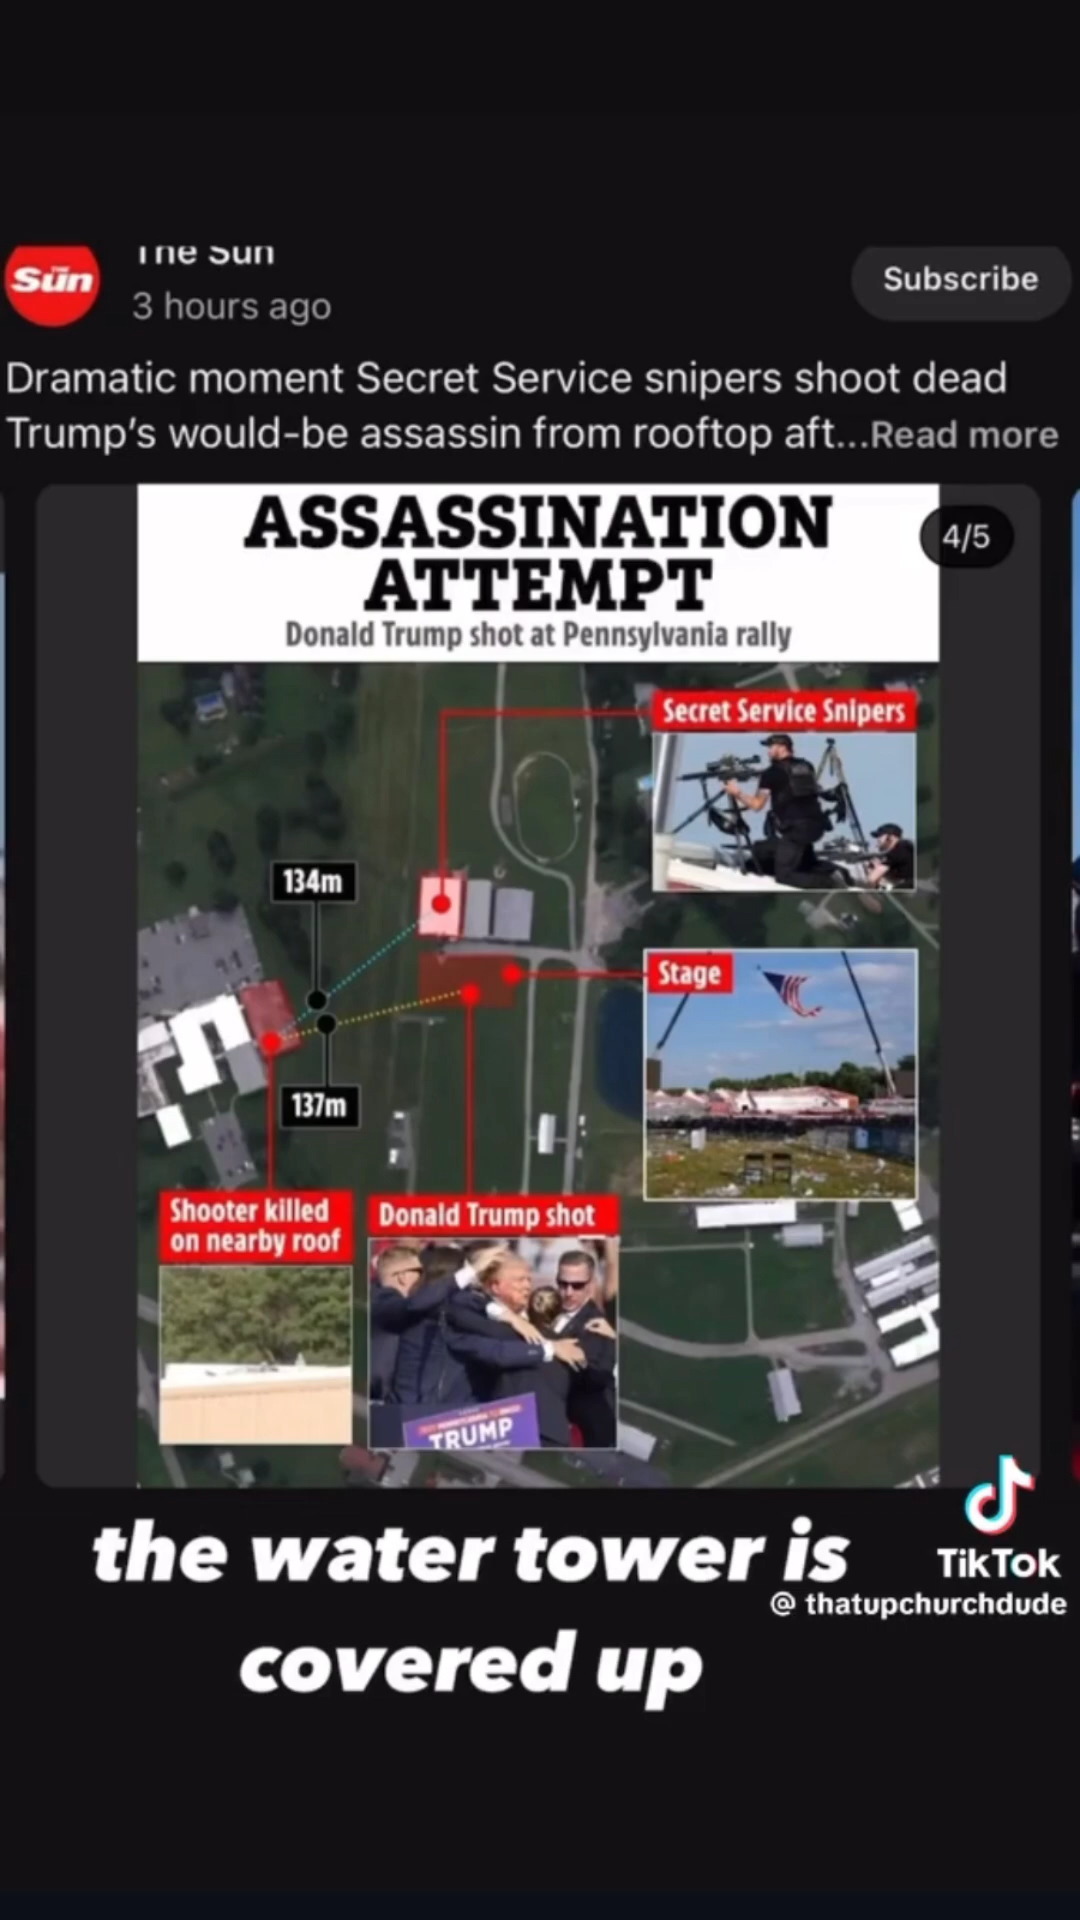 The Sun
THE
Sun
3 hours ago
Subscribe
Dramatic moment Secret Service snipers shoot dead
Trump's would-be assassin from rooftop aft...Read more
ASSASSINATION
ATTEMPT
4/5
Donald Trump shot at Pennsylvania rally
Secret Service Snipers
134m
Stage
137m
Shooter killed
on nearby roof
Donald Trump shot
TRUMP
the water tower is
covered up
TikTok
@ thatupchurchdude